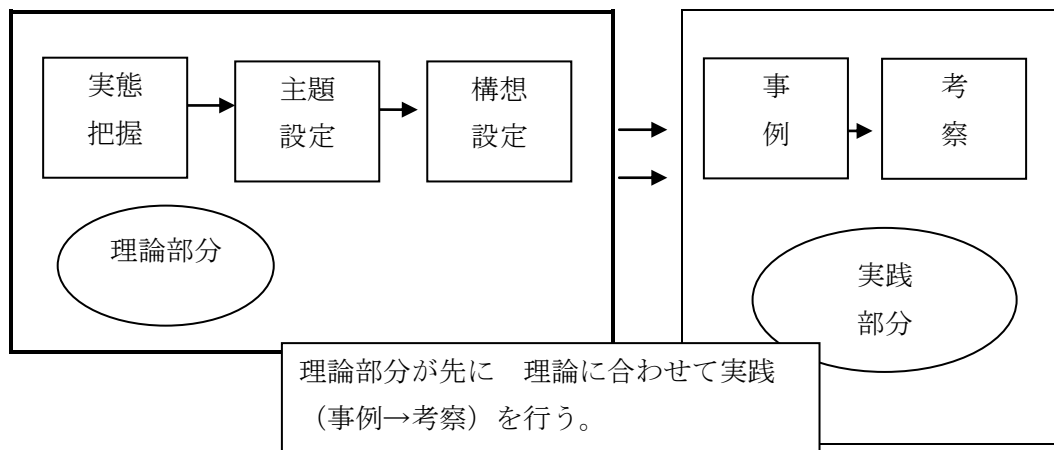 実態
把握
主題
設定
構想
設定
事
例
考
察
理論部分
実践
部分
理論部分が先に　理論に合わせて実践
（事例→考察）を行う。